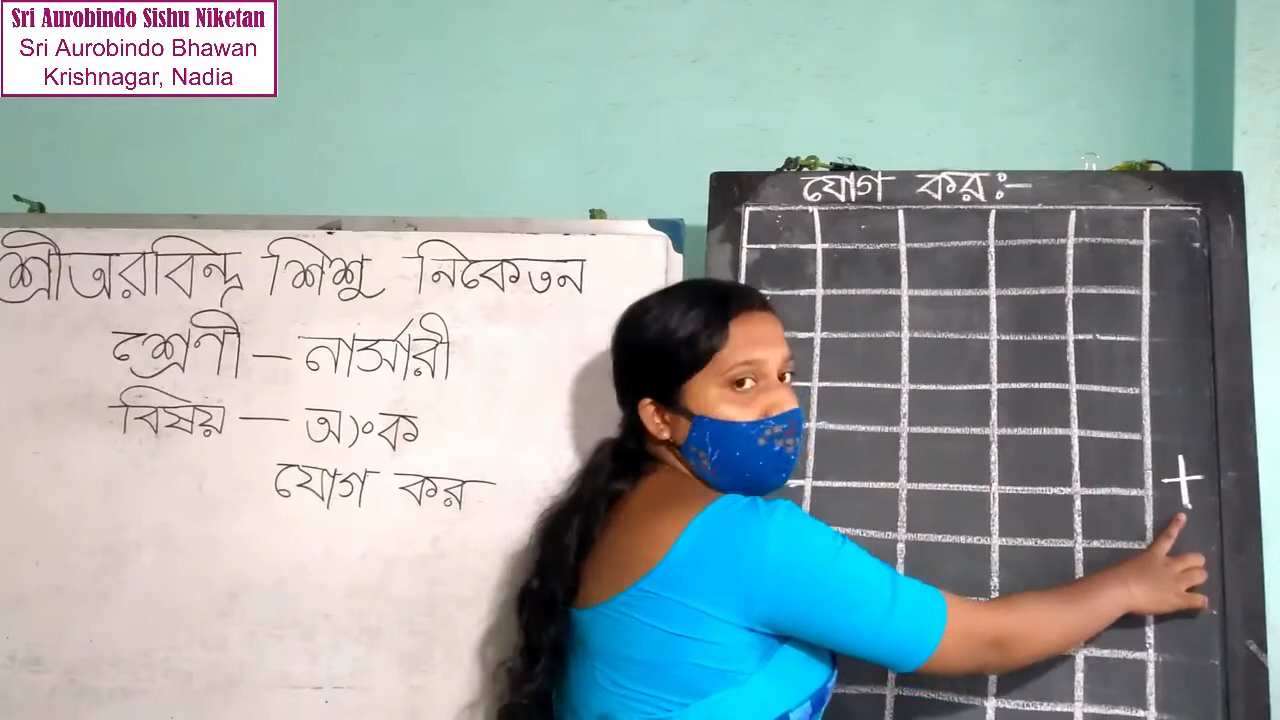 Sri Aurobindo Sishu Niketan
Sri Aurobindo Bhawan
Krishnagar, Nadia
শ্রীঅরবিন্দ্র শিশু নিকেতন
শ্রেণী – নার্সারী
বিষয় – অংক
যোগ কর
যোগ কর:-
+